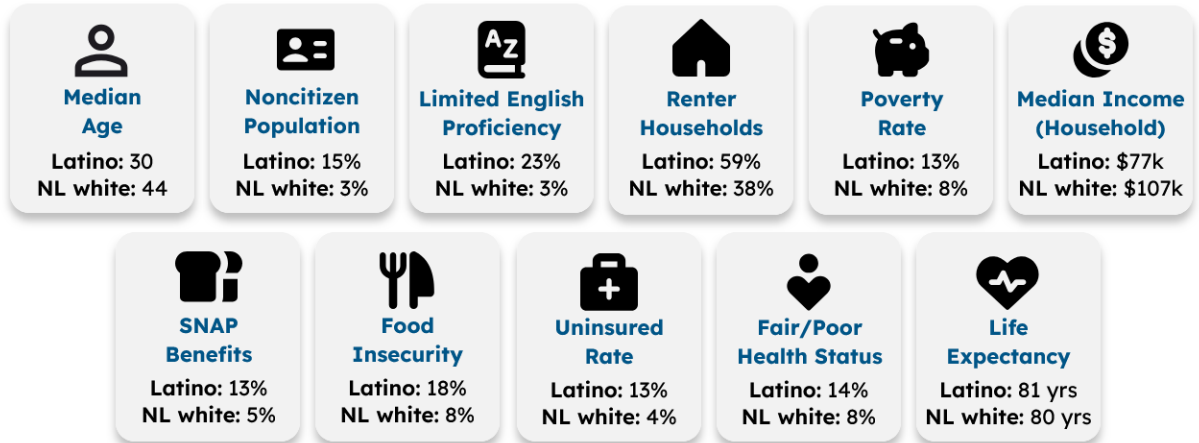 A Z
Median
Age
Latino: 30
NL white: 44
Noncitizen
Population
Latino: 15%
NL white: 3%
Limited English
Proficiency
Latino: 23%
NL white: 3%
Renter
Households
Latino: 59%
NL white: 38%
Poverty
Rate
Latino: 13%
NL white: 8%
$
Median Income
(Household)
Latino: $77k
NL white: $107k
SNAP
Benefits
Latino: 13%
NL white: 5%
Food
Insecurity
Latino: 18%
NL white: 8%
Uninsured
Rate
Latino: 13%
NL white: 4%
Fair/Poor
Health Status
Latino: 14%
NL white: 8%
Life
Expectancy
Latino: 81 yrs
NL white: 80 yrs